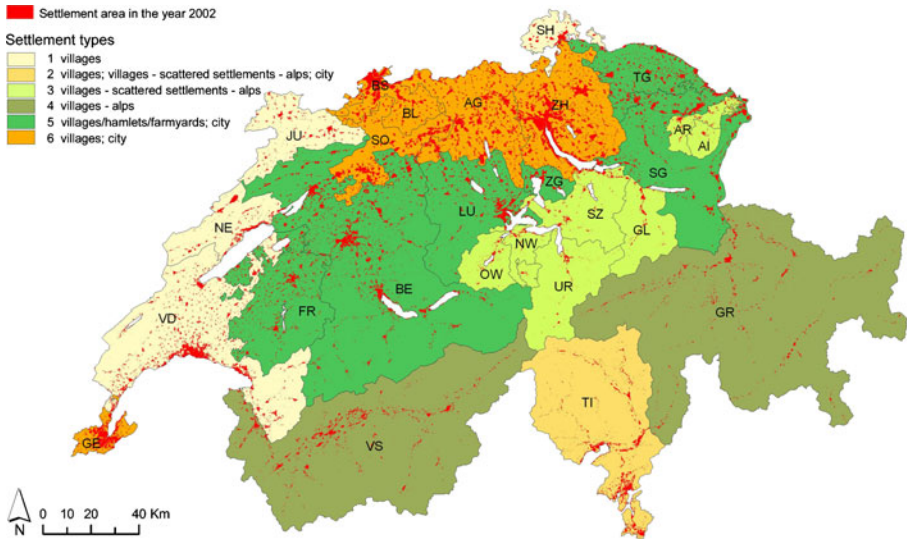 Settlement area in the year 2002
Settlement types
1 villages
2 villages; villages - scattered settlements - alps; city
3 villages - scattered settlements - alps
4 villages - alps
5 villages/hamlets/farmyards; city
6 villages; city
SH
TG
BS
BL
AG
ZH
AR
AI
JU
SO
SG
ZG
LU
SZ
NE
NW
GL
OW
UR
BE
FR
VD
GR
TI
GE
VS
N
0 10 20 40 Km